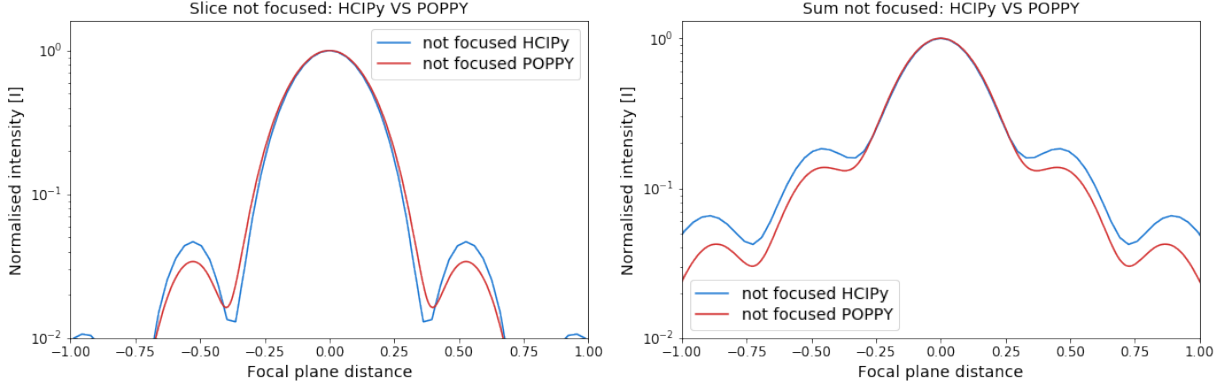 Slice not focused: HCIPy VS POPPY
10⁰
10⁻¹
10⁻²
Normalised intensity [I]
not focused HCIPy
not focused POPPY
−1.00 −0.75 −0.50 −0.25 0.00 0.25 0.50 0.75 1.00
Focal plane distance
Sum not focused: HCIPy VS POPPY
10⁰
10⁻¹
10⁻²
Normalised intensity [I]
not focused HCIPy
not focused POPPY
−1.00 −0.75 −0.50 −0.25 0.00 0.25 0.50 0.75 1.00
Focal plane distance